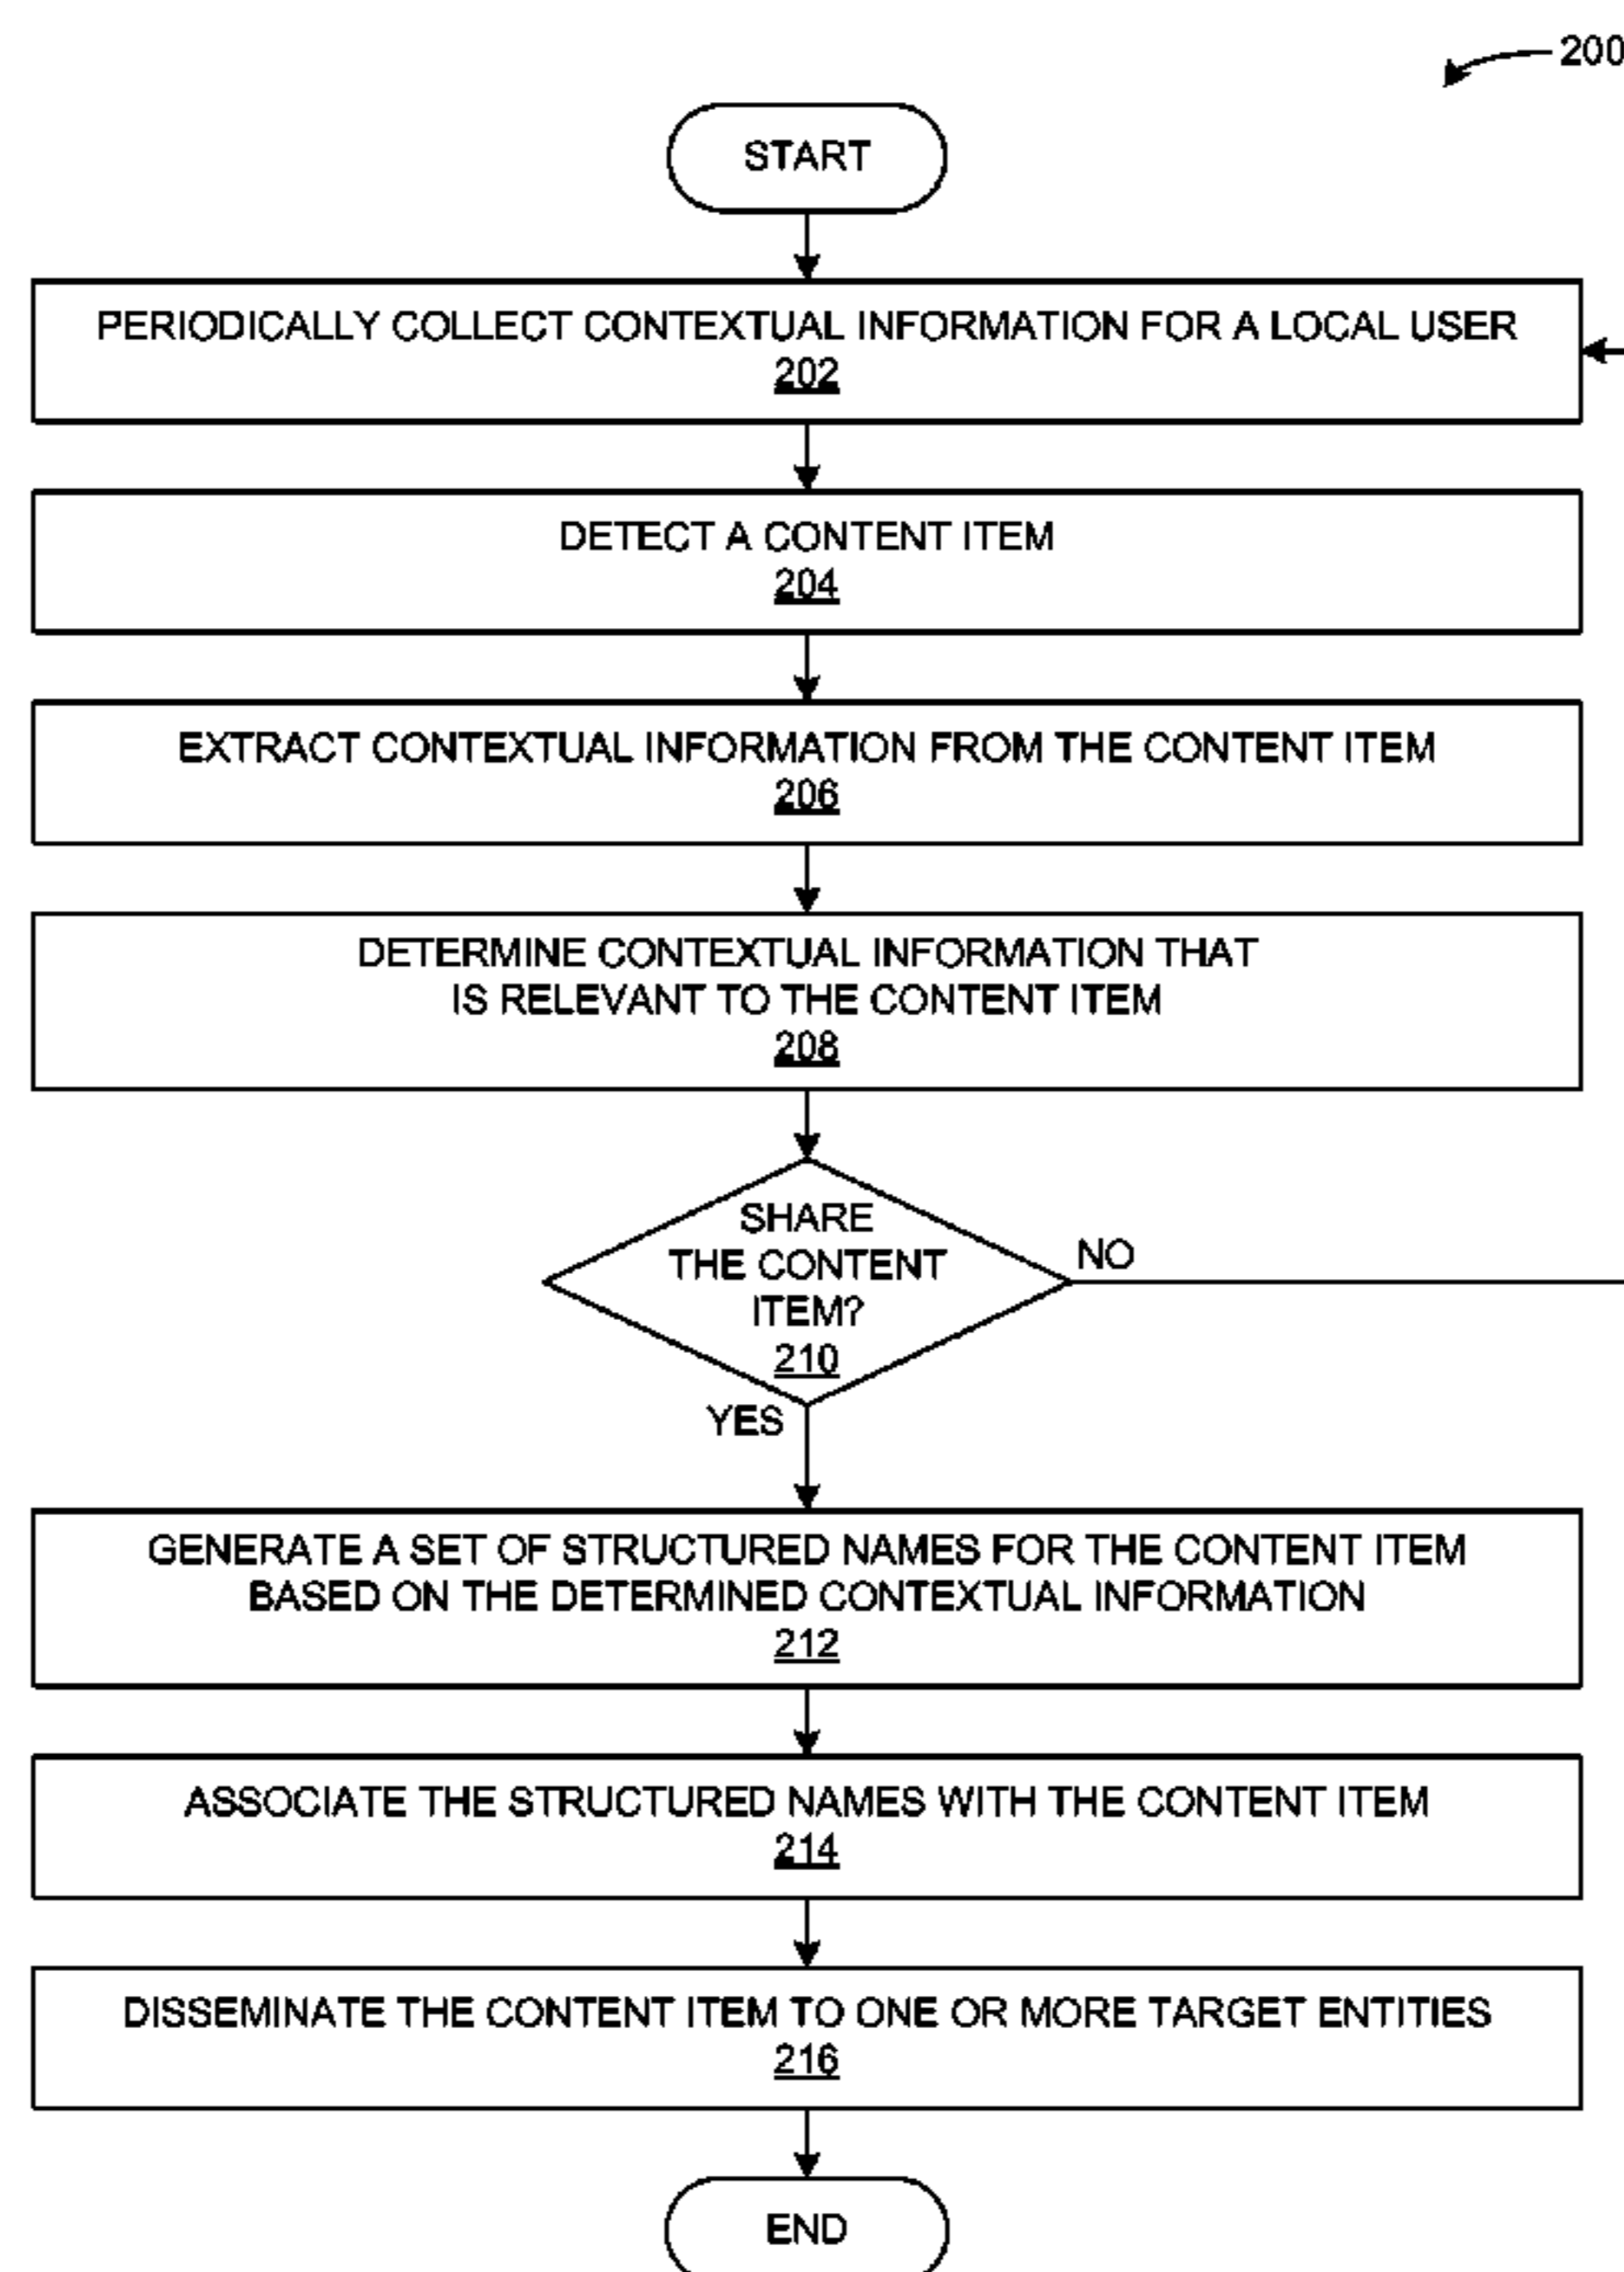 200
START
PERIODICALLY COLLECT CONTEXTUAL INFORMATION FOR A LOCAL USER
202
DETECT A CONTENT ITEM
204
EXTRACT CONTEXTUAL INFORMATION FROM THE CONTENT ITEM
206
DETERMINE CONTEXTUAL INFORMATION THAT
IS RELEVANT TO THE CONTENT ITEM
208
SHARE
THE CONTENT
ITEM?
210
NO
YES
GENERATE A SET OF STRUCTURED NAMES FOR THE CONTENT ITEM
BASED ON THE DETERMINED CONTEXTUAL INFORMATION
212
ASSOCIATE THE STRUCTURED NAMES WITH THE CONTENT ITEM
214
DISSEMINATE THE CONTENT ITEM TO ONE OR MORE TARGET ENTITIES
216
END